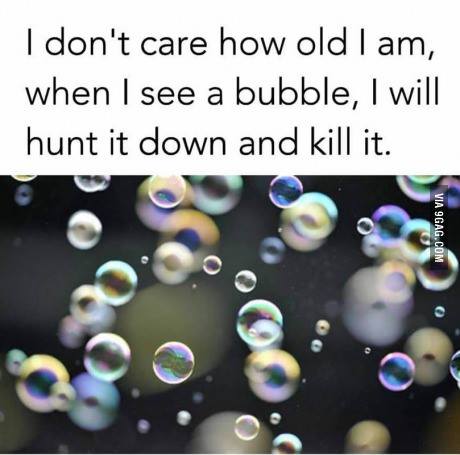 I don't care how old I am,
when I see a bubble, I will
hunt it down and kill it.
VIA 9GAG.COM